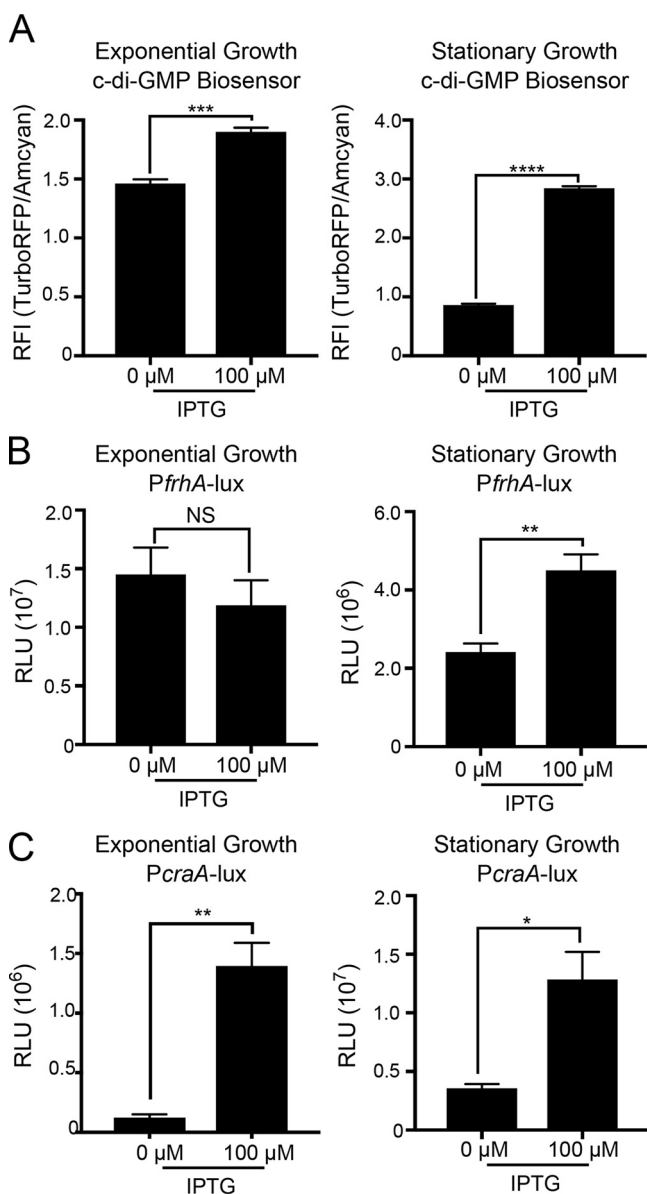 A
Exponential Growth
c-di-GMP Biosensor
RFI (TurboRFP/Amcyan)
2.0
1.5
1.0
0.5
0
***
0 µM
100 µM
IPTG
Stationary Growth
c-di-GMP Biosensor
RFI (TurboRFP/Amcyan)
4.0
3.0
2.0
1.0
0
****
0 µM
100 µM
IPTG
B
Exponential Growth
PfrhA-lux
RLU (10⁷)
2.0
1.5
1.0
0.5
0
NS
0 µM
100 µM
IPTG
Stationary Growth
PfrhA-lux
RLU (10⁶)
6.0
4.0
2.0
0
**
0 µM
100 µM
IPTG
C
Exponential Growth
PcraA-lux
RLU (10⁶)
2.0
1.5
1.0
0.5
0
**
0 µM
100 µM
IPTG
Stationary Growth
PcraA-lux
RLU (10⁷)
2.0
1.5
1.0
0.5
0
*
0 µM
100 µM
IPTG